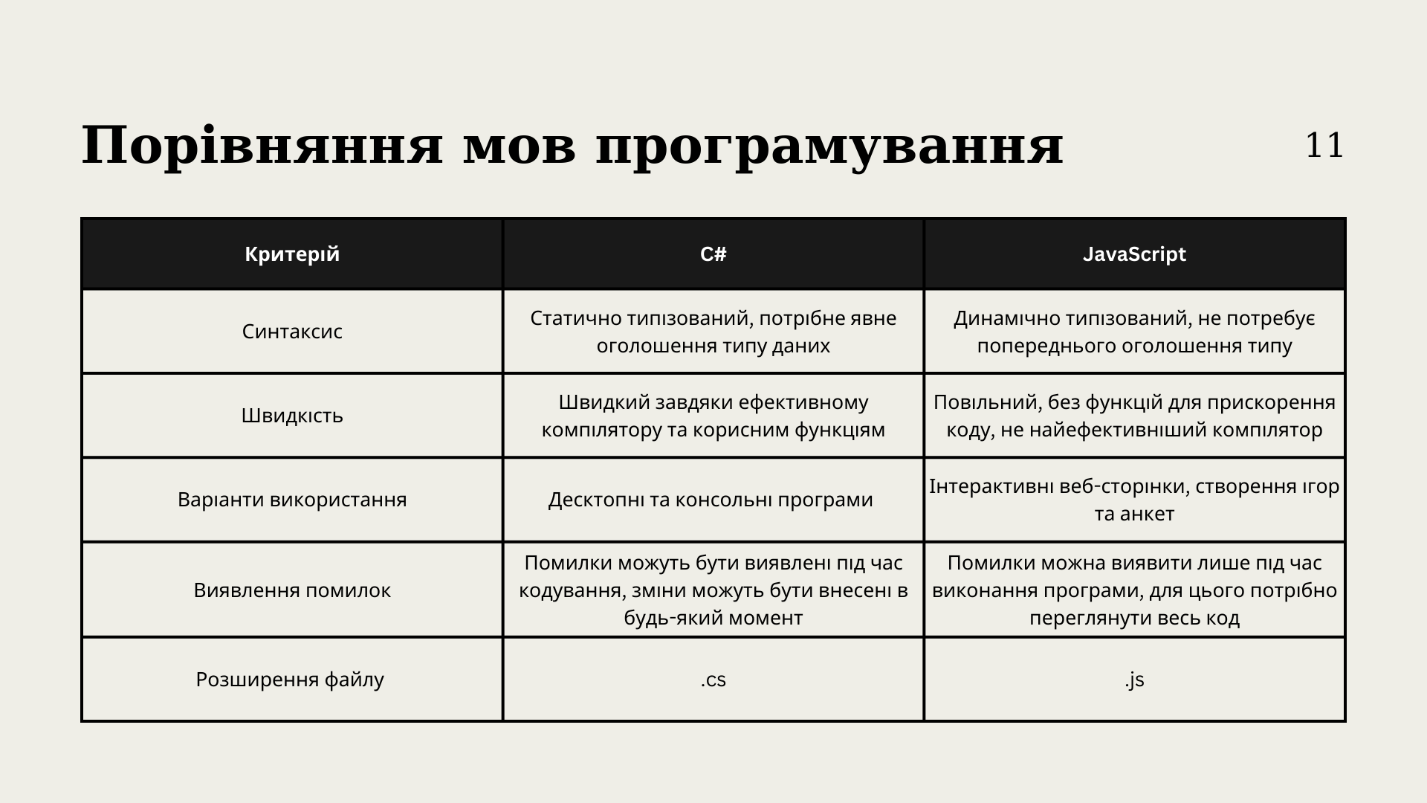 Порівняння мов програмування
11
Критерій
C#
JavaScript
Синтаксис
Статично типізований, потрібне явне
оголошення типу даних
Динамічно типізований, не потребує
попереднього оголошення типу
Швидкість
Швидкий завдяки ефективному
компілятору та корисним функціям
Повільний, без функцій для прискорення
коду, не найефективніший компілятор
Варіанти використання
Десктопні та консольні програми
Інтерактивні веб-сторінки, створення ігор
та анкет
Виявлення помилок
Помилки можуть бути виявлені під час
кодування, зміни можуть бути внесені в
будь-який момент
Помилки можна виявити лише під час
виконання програми, для цього потрібно
переглянути весь код
Розширення файлу
.cs
.js